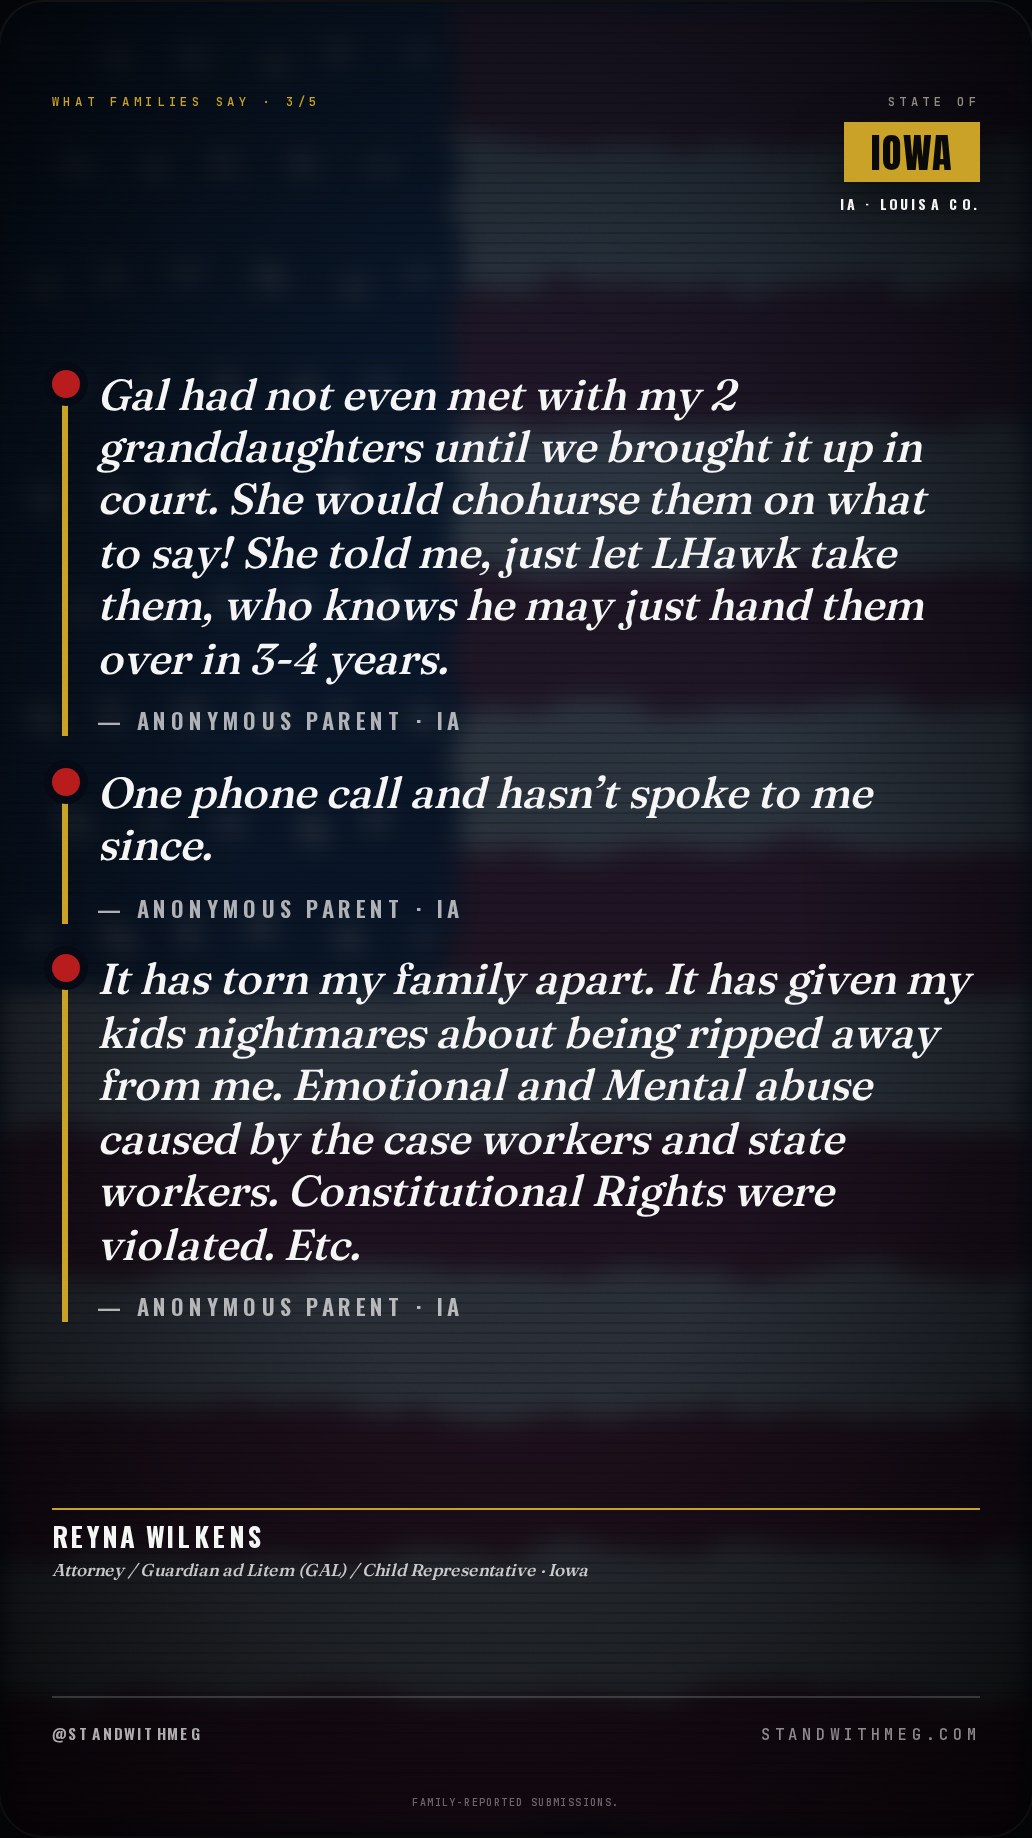 WHAT FAMILIES SAY · 3/5
STATE OF
IOWA
IA · LOUISA CO.
Gal had not even met with my 2
granddaughters until we brought it up in
court. She would chohurse them on what
to say! She told me, just let LHawk take
them, who knows he may just hand them
over in 3-4 years.
— ANONYMOUS PARENT · IA
One phone call and hasn’t spoke to me
since.
— ANONYMOUS PARENT · IA
It has torn my family apart. It has given my
kids nightmares about being ripped away
from me. Emotional and Mental abuse
caused by the case workers and state
workers. Constitutional Rights were
violated. Etc.
— ANONYMOUS PARENT · IA
REYNA WILKENS
Attorney / Guardian ad Litem (GAL) / Child Representative · Iowa
@STANDWITHMEG
STANDWITHMEG.COM
FAMILY-REPORTED SUBMISSIONS.